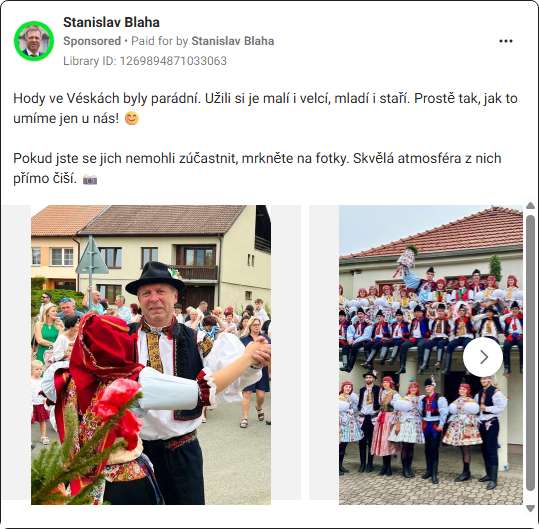 Stanislav Blaha
Sponsored • Paid for by Stanislav Blaha
Library ID: 1269894871033063
Hody ve Véskách byly parádní. Užili si je malí i velcí, mladí i staří. Prostě tak, jak to
umíme jen u nás! 😊
Pokud jste se jich nemohli zúčastnit, mrkněte na fotky. Skvělá atmosféra z nich
přímo čiší. 📷